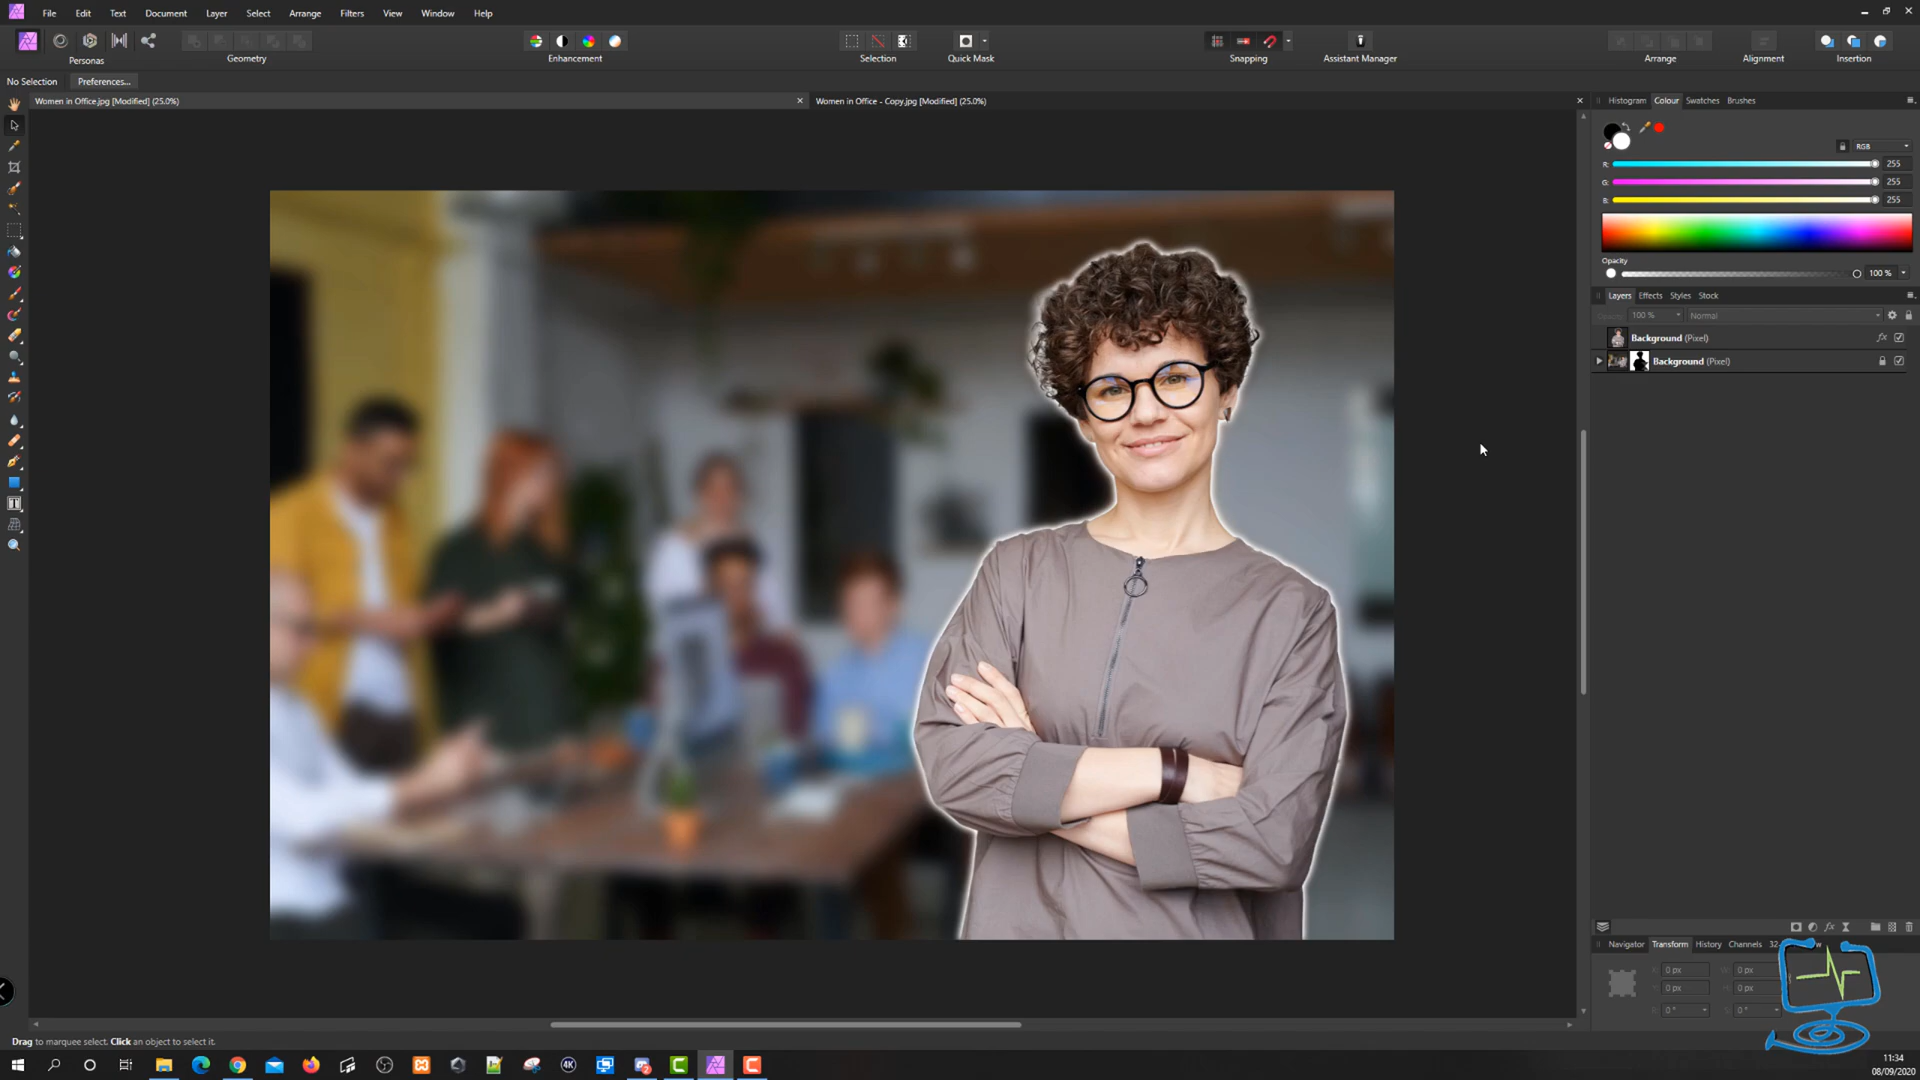 File Edit Text Document Layer Select Arrange Filters View Window Help
Personas Geometry Enhancement Selection Quick Mask Snapping Assistant Manager Arrange Alignment Insertion
No Selection Preferences...
Women in Office.jpg [Modified] (25.0%) Women in Office - Copy.jpg [Modified] (25.0%)
Histogram Colour Swatches Brushes
RGB
R: 255
G: 255
B: 255
Opacity
100 %
Layers Effects Styles Stock
100 % Normal
Background (Pixel)
Background (Pixel)
Navigator Transform History Channels
0 px 0 px
0 px 0 px
0 ° 0 °
Drag to marquee select. Click an object to select it.
11:34
08/09/2020